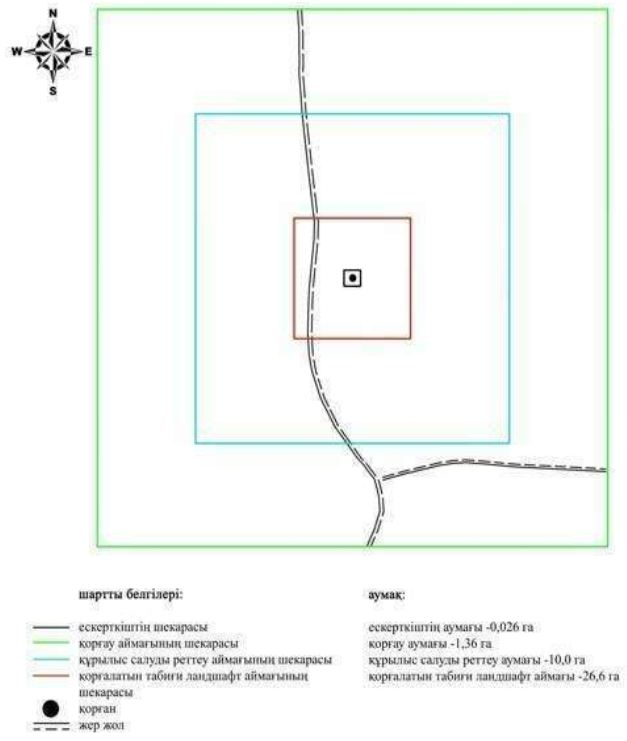 N
W E
S
шартты белгілері:
ескерткіштің шекарасы
қорғау аймағының шекарасы
құрылыс салуды реттеу аймағының шекарасы
қорғалатын табиғи ландшафт аймағының
шекарасы
қорған
жер жол
аумақ:
ескерткіштің аумағы -0,026 га
қорғау аумағы -1,36 га
құрылыс салуды реттеу аумағы -10,0 га
қорғалатын табиғи ландшафт аймағы -26,6 га